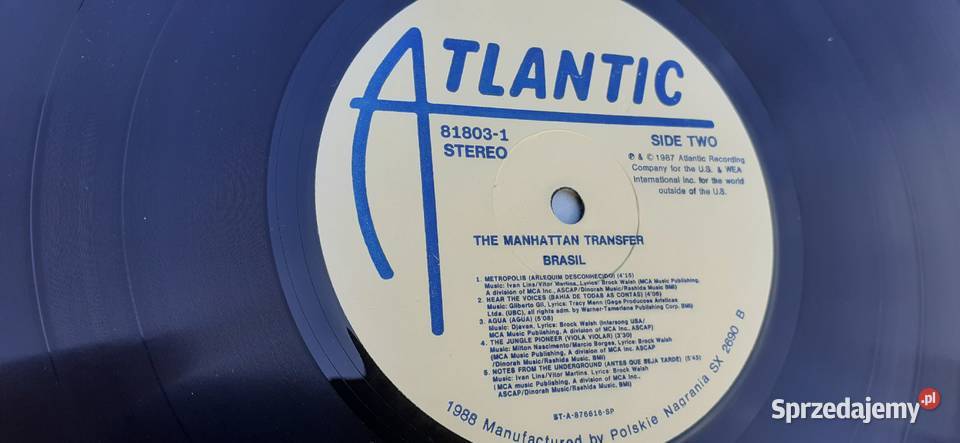 ATLANTIC
81803-1
STEREO
SIDE TWO
℗ & © 1987 Atlantic Recording
Company for the U.S. & WEA
International Inc. for the world
outside of the U.S.
THE MANHATTAN TRANSFER
BRASIL
1. METROPOLIS (ARLEQUIM DESCONHECIDO) (4'15)
Music: Ivan Lins/Vitor Martins, Lyrics: Brock Walsh (MCA Music Publishing,
A division of MCA Inc., ASCAP/Dinorah Music/Rashida Music BMI)
2. HEAR THE VOICES (BAHIA DE TODAS AS CONTAS) (4'06)
Music: Gilberto Gil, Lyrics: Tracy Mann (Gege Producoes Artisticas
Ltda. (UBC), all rights adm. by Warner-Tamerlane Publishing Corp. BMI)
3. AGUA (AGUA) (5'08)
Music: Djavan, Lyrics: Brock Walsh (Intersong USA/
MCA Music Publishing, A division of MCA Inc., ASCAP)
4. THE JUNGLE PIONEER (VIOLA VIOLAR) (3'30)
Music: Milton Nascimento/Marcio Borges, Lyrics: Brock Walsh
(MCA Music Publishing, A division of MCA Inc. ASCAP
/Dinorah Music/Rashida Music, BMI)
5. NOTES FROM THE UNDERGROUND (ANTES QUE SEJA TARDE) (5'45)
Music: Ivan Lins/Vitor Martins. Lyrics: Brock Walsh
(MCA music Publishing, A division of MCA Inc.,
ASCAP/Dinorah Music/Rashida Music, BMI)
ST-A-876616-SP
1988 Manufactured by Polskie Nagrania SX 2690 B
Sprzedajemy.pl